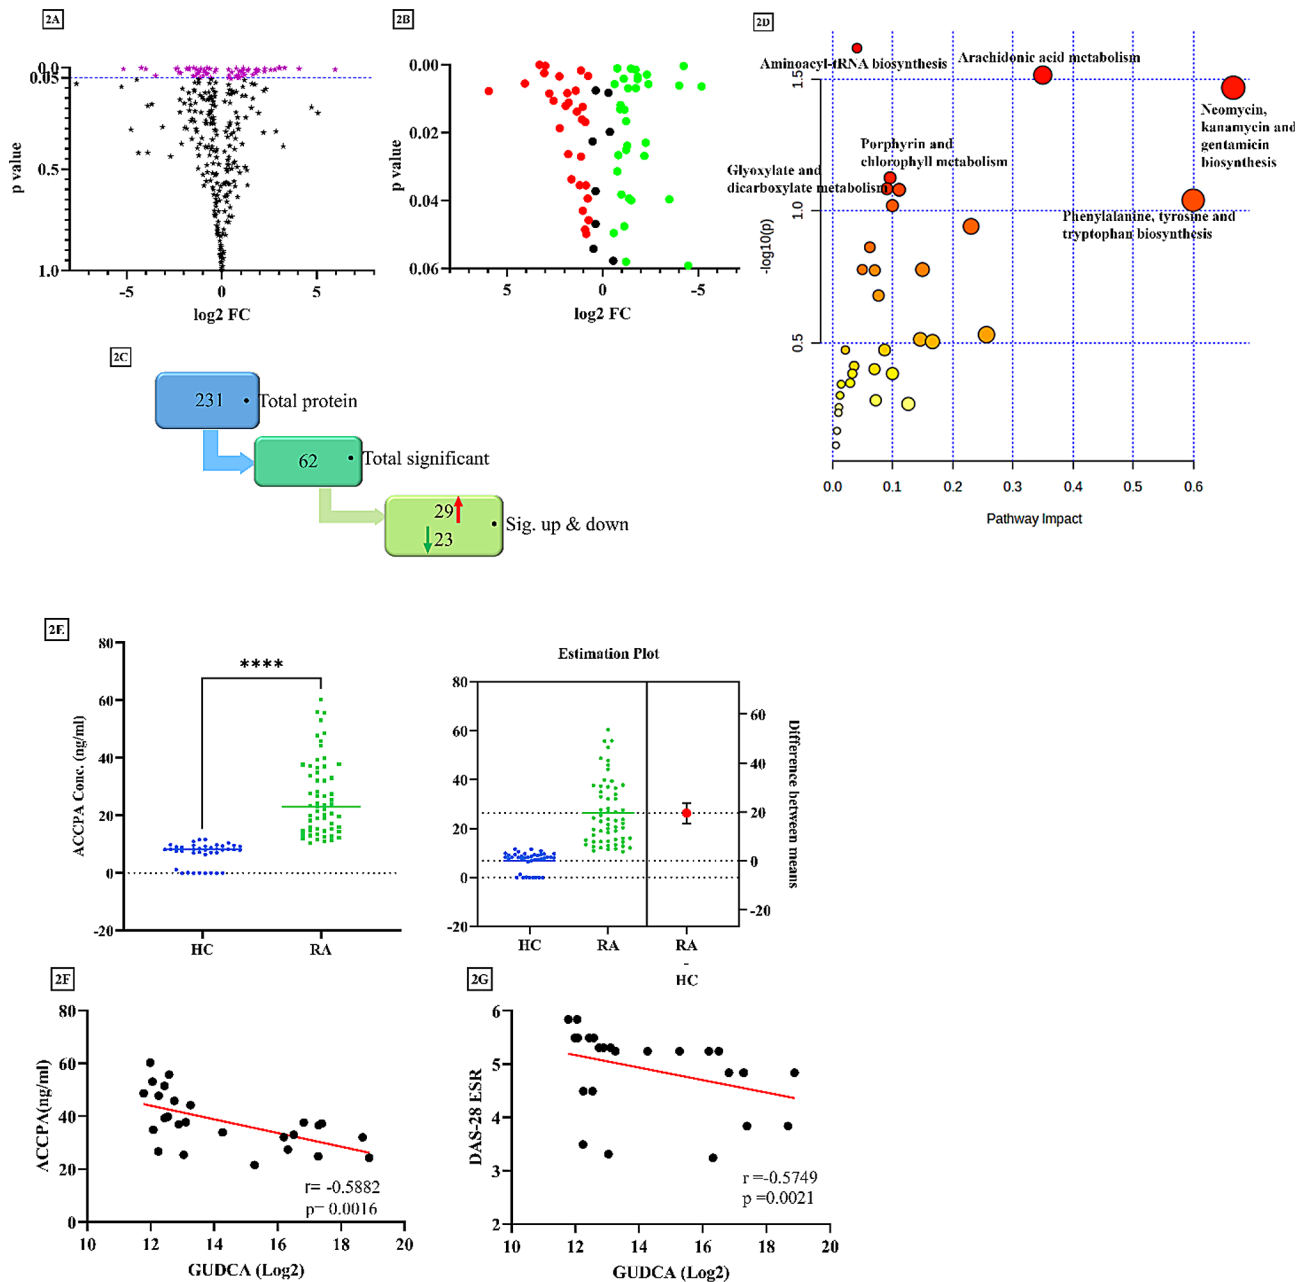 2A
0.0
0.05
0.5
1.0
p value
-5
0
5
log2 FC
2B
0.00
0.02
0.04
0.06
p value
5
0
-5
log2 FC
2D
Aminoacyl-tRNA biosynthesis
Arachidonic acid metabolism
Neomycin,
kanamycin and
gentamicin
biosynthesis
Porphyrin and
chlorophyll metabolism
Glyoxylate and
dicarboxylate metabolism
Phenylalanine, tyrosine and
tryptophan biosynthesis
-log10(p)
1.5
1.0
0.5
0.0
0.1
0.2
0.3
0.4
0.5
0.6
Pathway Impact
2C
231
• Total protein
62
• Total significant
29
23
• Sig. up & down
2E
80
60
40
20
0
-20
ACCPA Conc. (ng/ml)
****
HC
RA
Estimation Plot
80
60
40
20
0
-20
60
40
20
0
-20
Difference between means
HC
RA
RA
-
HC
2F
80
60
40
20
0
ACCPA(ng/ml)
r= -0.5882
p= 0.0016
10
12
14
16
18
20
GUDCA (Log2)
2G
6
5
4
3
2
DAS-28 ESR
r =-0.5749
p =0.0021
10
12
14
16
18
20
GUDCA (Log2)